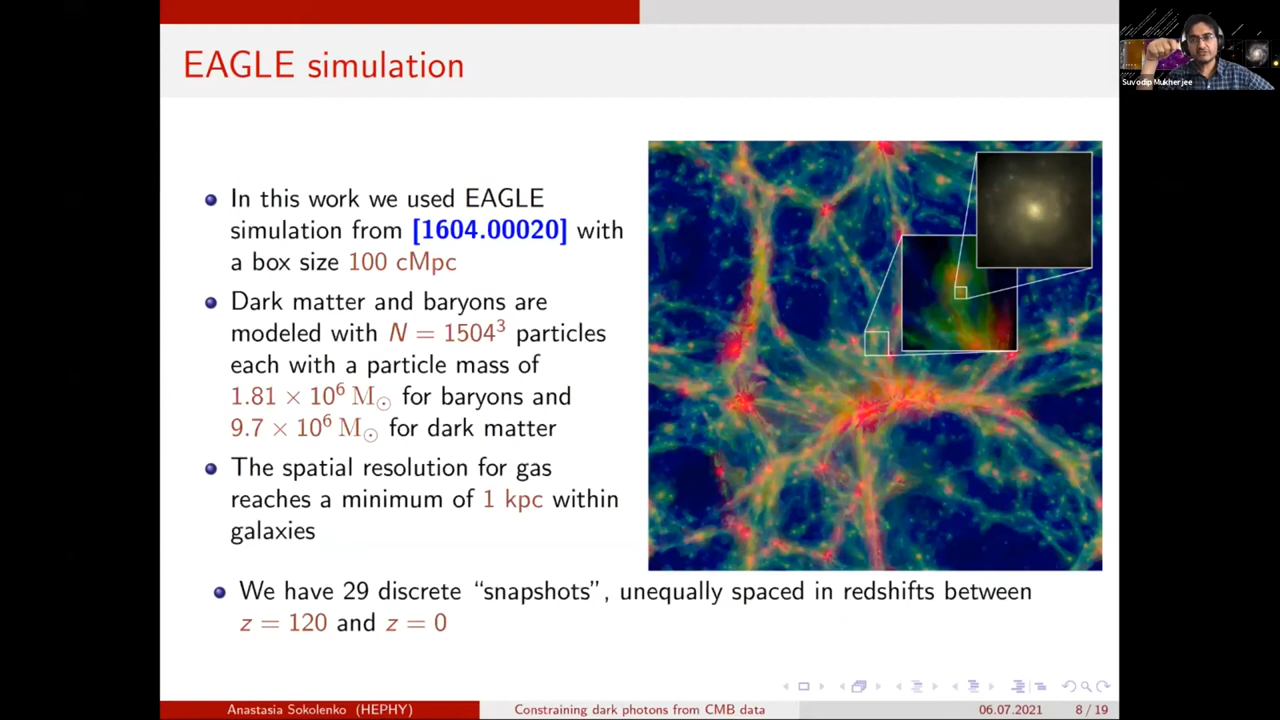 EAGLE simulation
Suvodip Mukherjee
In this work we used EAGLE
simulation from [1604.00020] with
a box size 100 cMpc
Dark matter and baryons are
modeled with N = 1504³ particles
each with a particle mass of
1.81 × 10⁶ M⊙ for baryons and
9.7 × 10⁶ M⊙ for dark matter
The spatial resolution for gas
reaches a minimum of 1 kpc within
galaxies
We have 29 discrete “snapshots”, unequally spaced in redshifts between
z = 120 and z = 0
Anastasia Sokolenko (HEPHY) Constraining dark photons from CMB data 06.07.2021 8 / 19